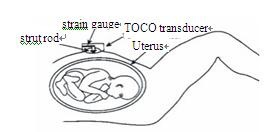 strain gauge
TOCO transducer
strut rod
Uterus